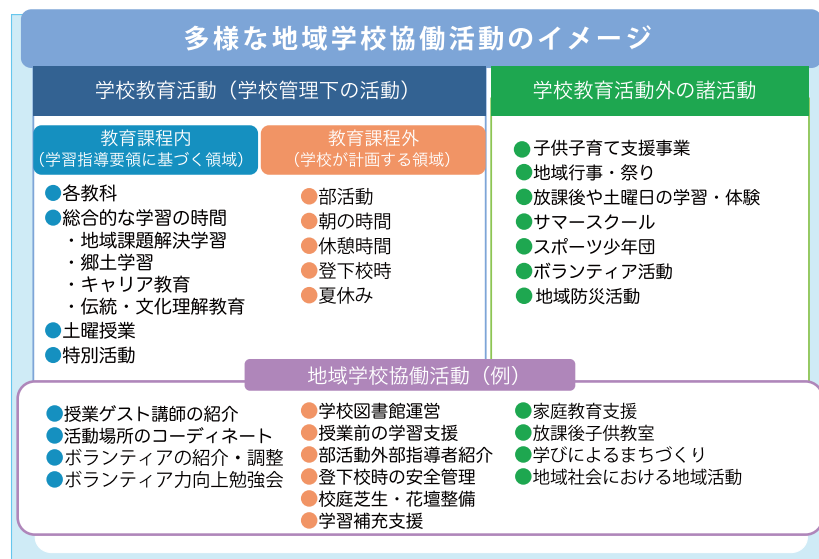 多様な地域学校協働活動のイメージ
学校教育活動（学校管理下の活動）
教育課程内
（学習指導要領に基づく領域）
●各教科
●総合的な学習の時間
・地域課題解決学習
・郷土学習
・キャリア教育
・伝統・文化理解教育
●土曜授業
●特別活動
教育課程外
（学校が計画する領域）
●部活動
●朝の時間
●休憩時間
●登下校時
●夏休み
学校教育活動外の諸活動
●子供子育て支援事業
●地域行事・祭り
●放課後や土曜日の学習・体験
●サマースクール
●スポーツ少年団
●ボランティア活動
●地域防災活動
地域学校協働活動（例）
●授業ゲスト講師の紹介
●活動場所のコーディネート
●ボランティアの紹介・調整
●ボランティア力向上勉強会
●学校図書館運営
●授業前の学習支援
●部活動外部指導者紹介
●登下校時の安全管理
●校庭芝生・花壇整備
●学習補充支援
●家庭教育支援
●放課後子供教室
●学びによるまちづくり
●地域社会における地域活動